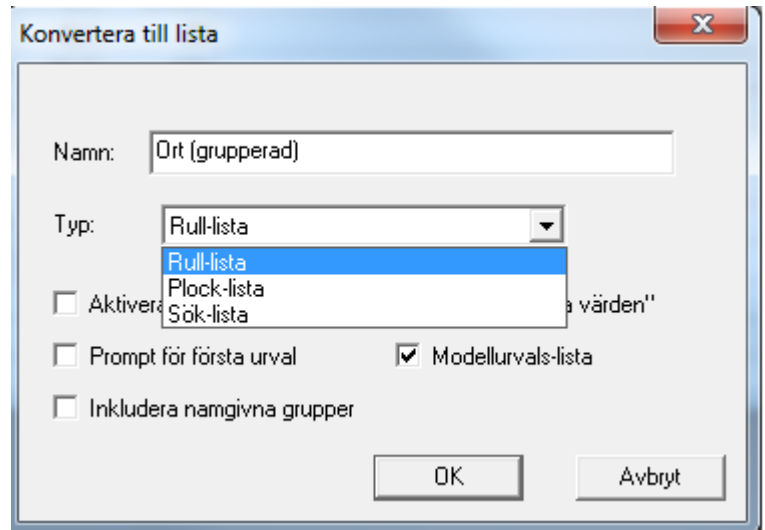 Konvertera till lista
Namn: Ort (grupperad)
Typ: Rull-lista
Rull-lista
Plock-lista
Sök-lista
värden"
Prompt för första urval Modellurvals-lista
Inkludera namngivna grupper
OK Avbryt